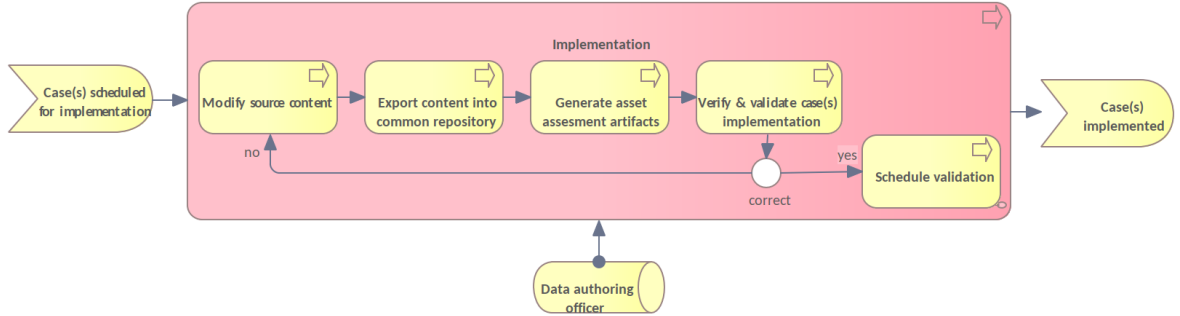 Implementation
Case(s) scheduled
for implementation
Modify source content
Export content into
common repository
Generate asset
assesment artifacts
Verify & validate case(s)
implementation
Case(s)
implemented
no
yes
Schedule validation
correct
Data authoring
officer